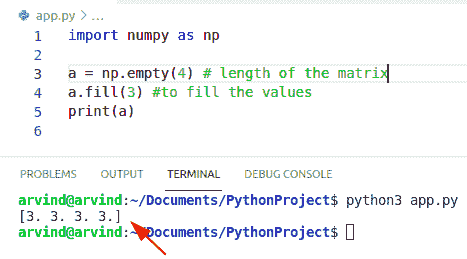 app.py > ...
1 import numpy as np
2
3 a = np.empty(4) # length of the matrix
4 a.fill(3) #to fill the values
5 print(a)
6
PROBLEMS OUTPUT TERMINAL DEBUG CONSOLE
arvind@arvind:~/Documents/PythonProject$ python3 app.py
[3. 3. 3. 3.]
arvind@arvind:~/Documents/PythonProject$